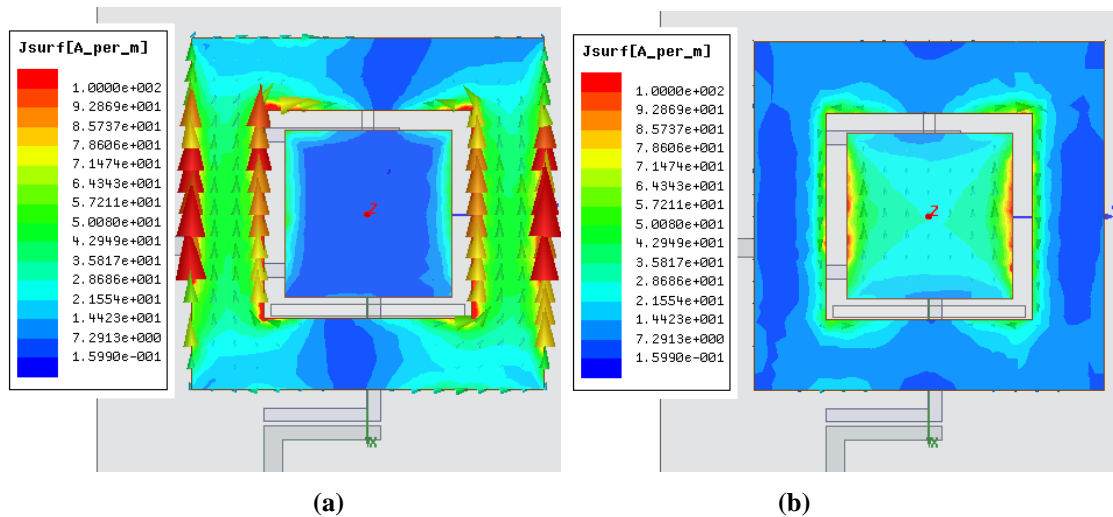 Jsurf[A_per_m]
1.0000e+002
9.2869e+001
8.5737e+001
7.8606e+001
7.1474e+001
6.4343e+001
5.7211e+001
5.0080e+001
4.2949e+001
3.5817e+001
2.8686e+001
2.1554e+001
1.4423e+001
7.2913e+000
1.5990e-001
Z
X
(a)
Jsurf[A_per_m]
1.0000e+002
9.2869e+001
8.5737e+001
7.8606e+001
7.1474e+001
6.4343e+001
5.7211e+001
5.0080e+001
4.2949e+001
3.5817e+001
2.8686e+001
2.1554e+001
1.4423e+001
7.2913e+000
1.5990e-001
Z
X
(b)